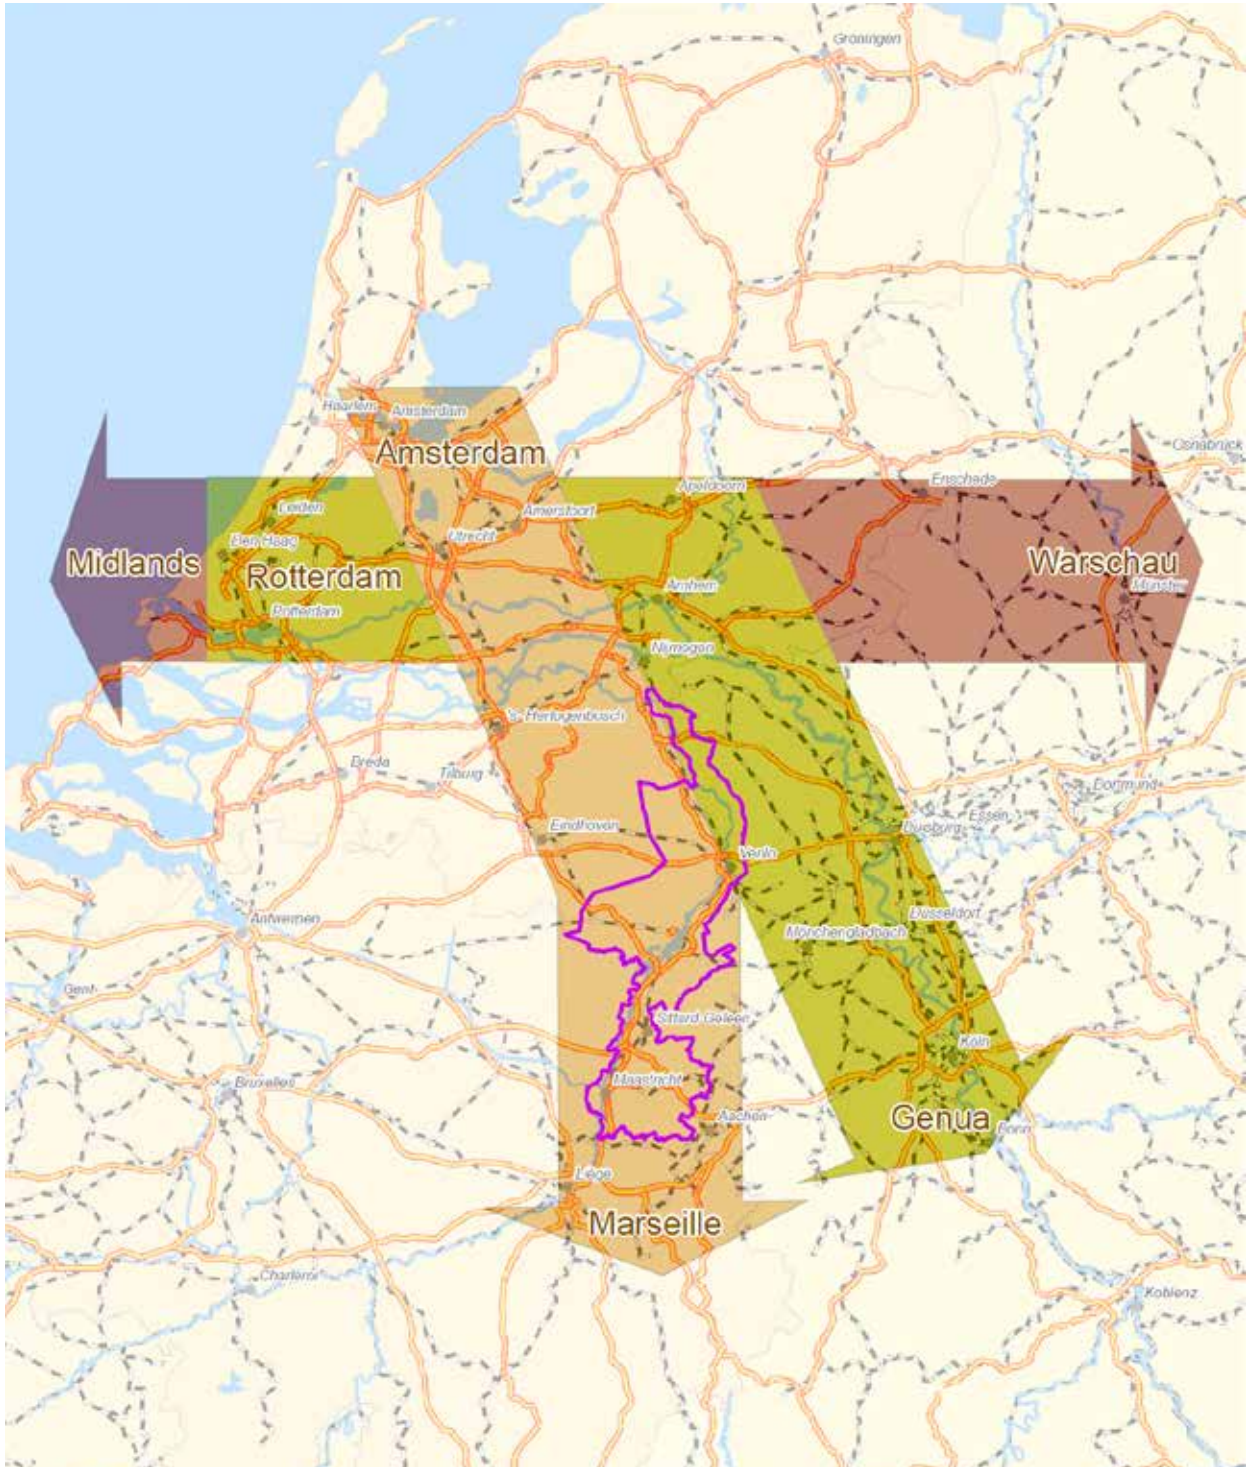 Groningen
Haarlem
Amsterdam
Amsterdam
Osnabrück
Enschede
Apeldoorn
Leiden
Amersfoort
Den Haag
Utrecht
Midlands
Rotterdam
Warschau
Arnhem
Münster
Rotterdam
Nijmegen
's- Hertogenbosch
Breda
Tilburg
Dortmund
Essen
Eindhoven
Duisburg
Venlo
Antwerpen
Düsseldorf
Mönchengladbach
Gent
Sittard-Geleen
Köln
Maastricht
Bruxelles
Aachen
Genua
Bonn
Liège
Marseille
Charleroi
Koblenz